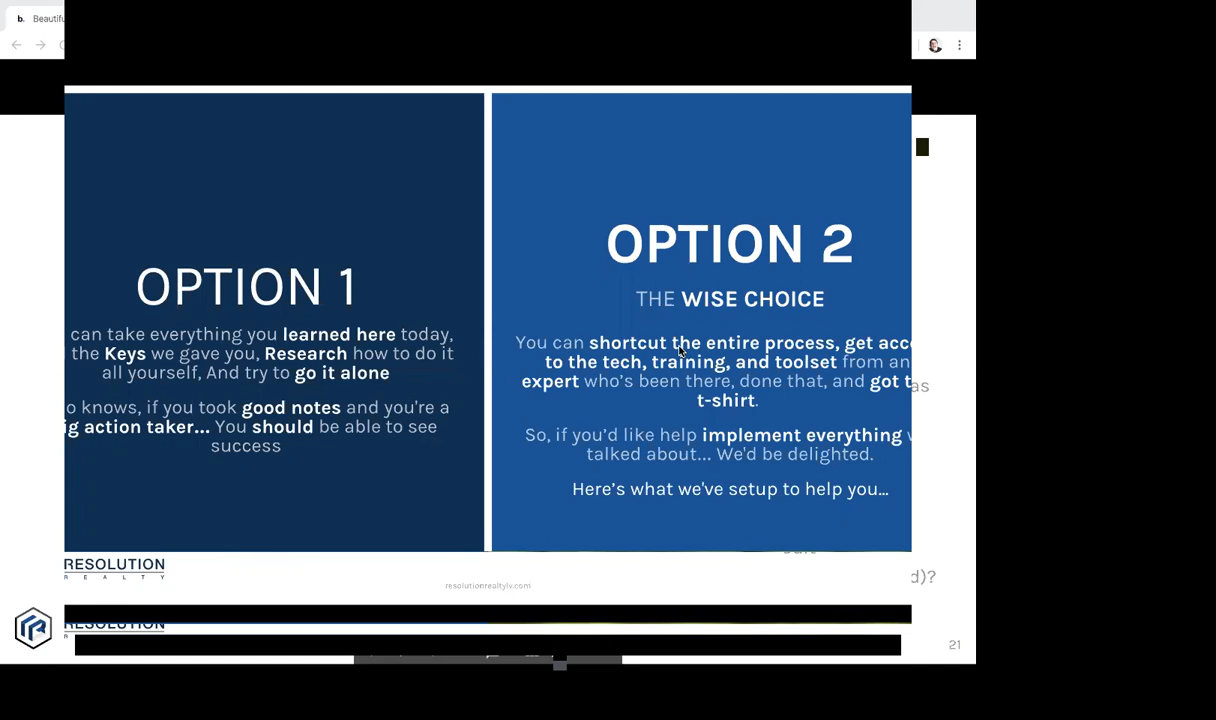 b. Beautifu
OPTION 1
can take everything you learned here today,
the Keys we gave you, Research how to do it
all yourself, And try to go it alone
o knows, if you took good notes and you're a
ig action taker... You should be able to see
success
OPTION 2
THE WISE CHOICE
You can shortcut the entire process, get acc
to the tech, training, and toolset from an
expert who's been there, done that, and got t
t-shirt.
So, if you'd like help implement everything
talked about... We'd be delighted.
Here's what we've setup to help you...
as
d)?
RESOLUTION
R E A L T Y
resolutionrealtylv.com
RESOLUTION
21